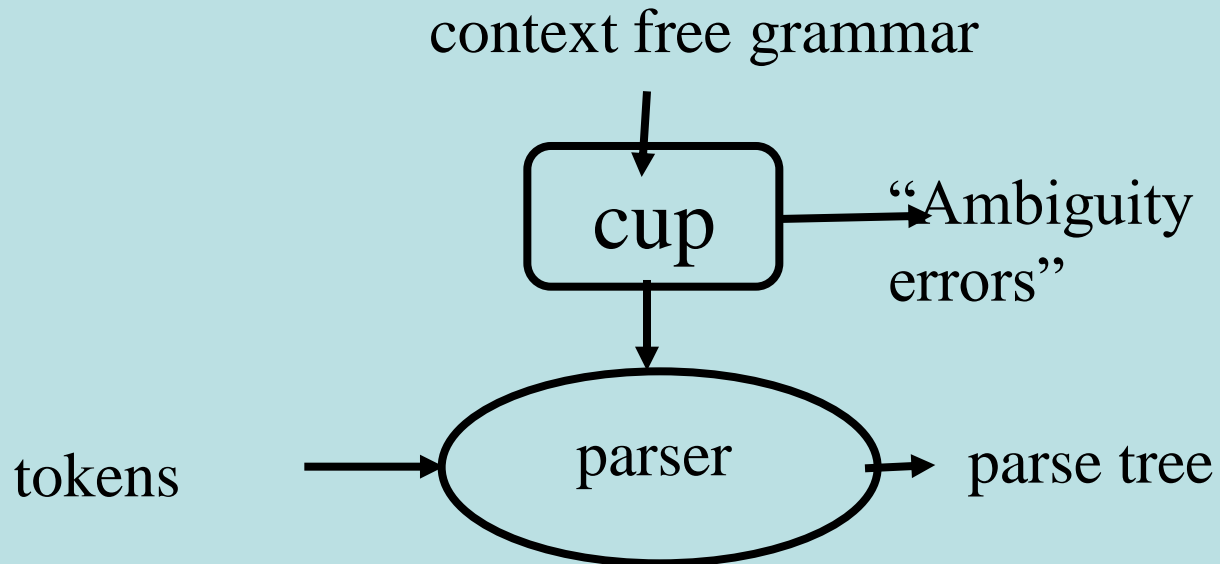 context free grammar
cup
“Ambiguity
errors”
parser
tokens
parse tree